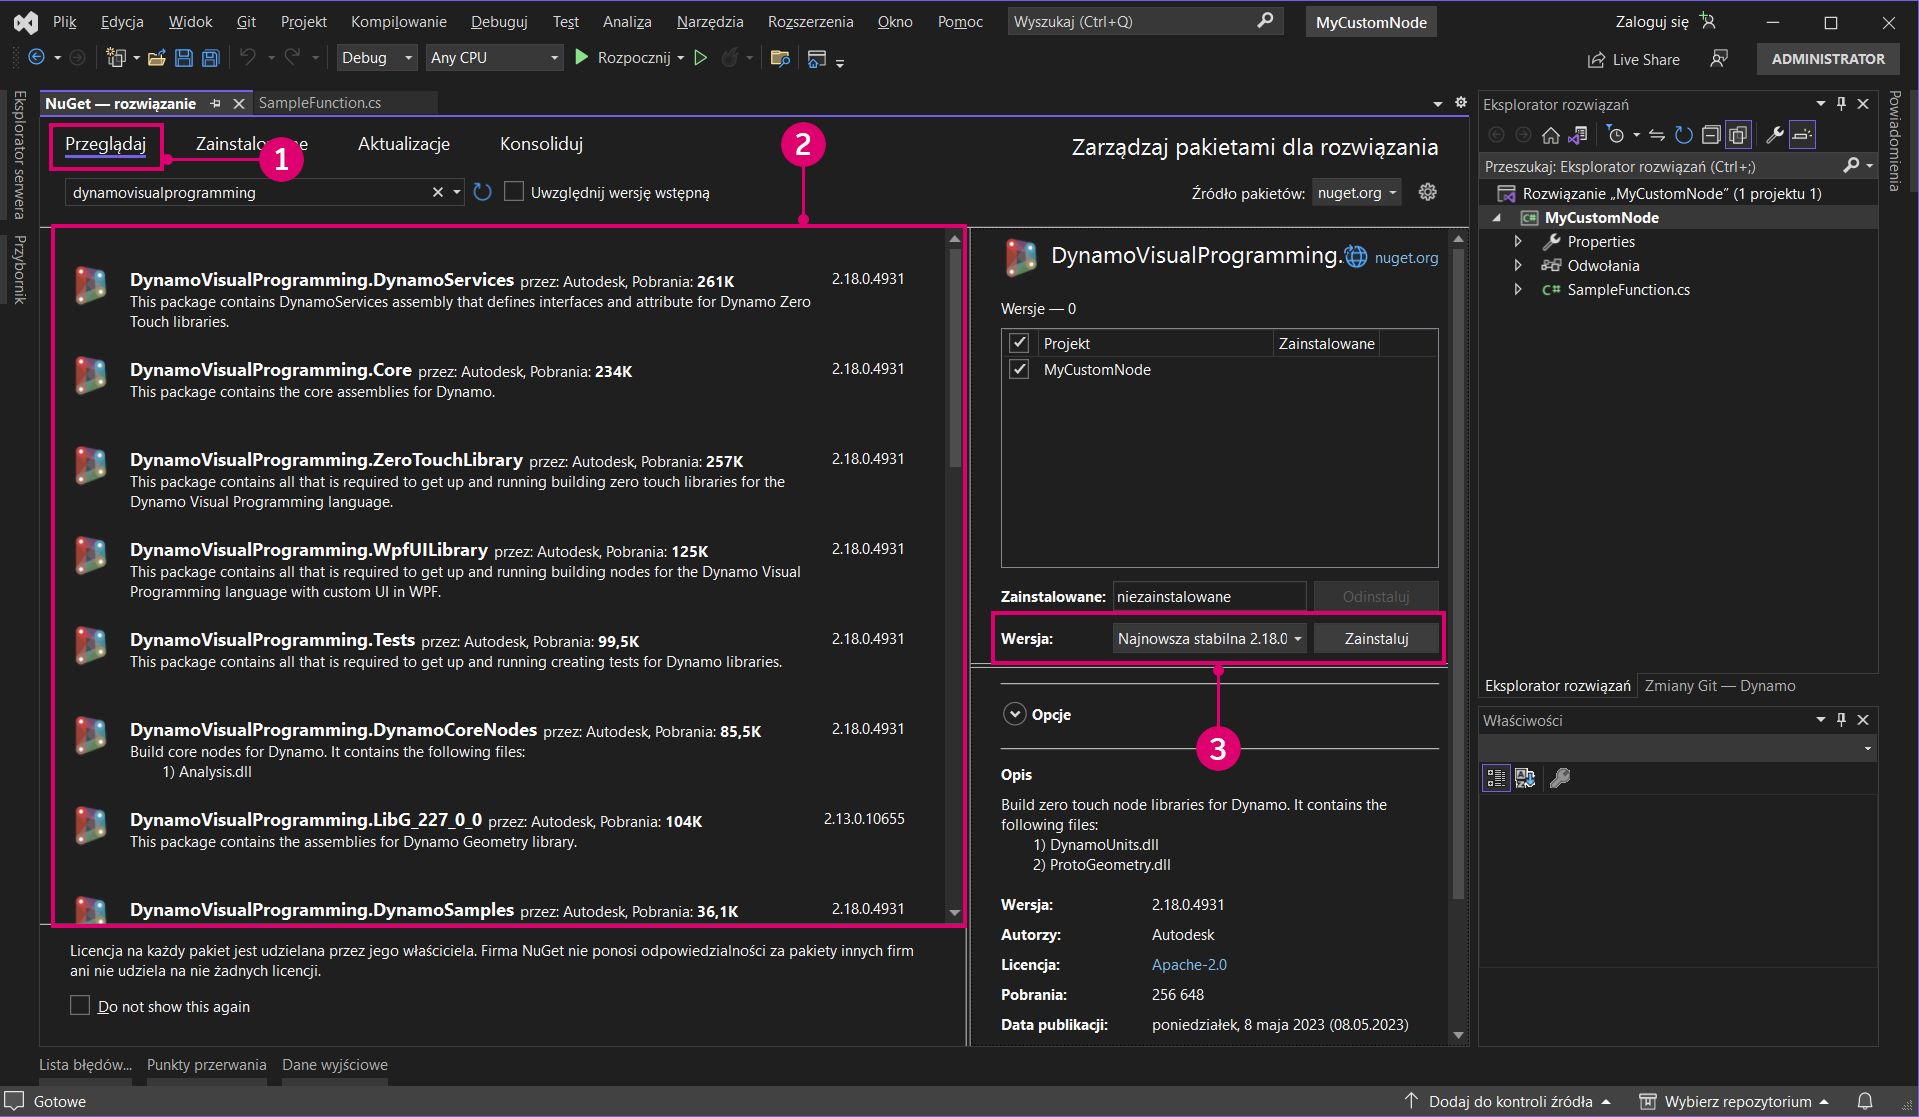 Plik Edycja Widok Git Projekt Kompilowanie Debuguj Test Analiza Narzędzia Rozszerzenia Okno Pomoc Wyszukaj (Ctrl+Q) MyCustomNode Zaloguj się
Debug Any CPU Rozpocznij Live Share ADMINISTRATOR
Eksplorator serwera
Przybornik
NuGet — rozwiązanie SampleFunction.cs
Przeglądaj Aktualizacje Konsoliduj
1
2
Zarządzaj pakietami dla rozwiązania
dynamovisualprogramming Uwzględnij wersję wstępną Źródło pakietów: nuget.org
DynamoVisualProgramming.DynamoServices przez: Autodesk, Pobrania: 261K 2.18.0.4931
This package contains DynamoServices assembly that defines interfaces and attribute for Dynamo Zero
Touch libraries.
DynamoVisualProgramming.Core przez: Autodesk, Pobrania: 234K 2.18.0.4931
This package contains the core assemblies for Dynamo.
DynamoVisualProgramming.ZeroTouchLibrary przez: Autodesk, Pobrania: 257K 2.18.0.4931
This package contains all that is required to get up and running building zero touch libraries for the
Dynamo Visual Programming language.
DynamoVisualProgramming.WpfUILibrary przez: Autodesk, Pobrania: 125K 2.18.0.4931
This package contains all that is required to get up and running building nodes for the Dynamo Visual
Programming language with custom UI in WPF.
DynamoVisualProgramming.Tests przez: Autodesk, Pobrania: 99,5K 2.18.0.4931
This package contains all that is required to get up and running creating tests for Dynamo libraries.
DynamoVisualProgramming.DynamoCoreNodes przez: Autodesk, Pobrania: 85,5K 2.18.0.4931
Build core nodes for Dynamo. It contains the following files:
1) Analysis.dll
DynamoVisualProgramming.LibG_227_0_0 przez: Autodesk, Pobrania: 104K 2.13.0.10655
This package contains the assemblies for Dynamo Geometry library.
DynamoVisualProgramming.DynamoSamples przez: Autodesk, Pobrania: 36,1K 2.18.0.4931
Licencja na każdy pakiet jest udzielana przez jego właściciela. Firma NuGet nie ponosi odpowiedzialności za pakiety innych firm
ani nie udziela na nie żadnych licencji.
Do not show this again
DynamoVisualProgramming. nuget.org
Wersje — 0
Projekt Zainstalowane
MyCustomNode
Zainstalowane: niezainstalowane Odinstaluj
Wersja: Najnowsza stabilna 2.18.0 Zainstaluj
3
Opcje
Opis
Build zero touch node libraries for Dynamo. It contains the
following files:
1) DynamoUnits.dll
2) ProtoGeometry.dll
Wersja: 2.18.0.4931
Autorzy: Autodesk
Licencja: Apache-2.0
Pobrania: 256 648
Data publikacji: poniedziałek, 8 maja 2023 (08.05.2023)
Eksplorator rozwiązań
Przeszukaj: Eksplorator rozwiązań (Ctrl+;)
Rozwiązanie „MyCustomNode” (1 projektu 1)
C# MyCustomNode
Properties
Odwołania
C# SampleFunction.cs
Eksplorator rozwiązań Zmiany Git — Dynamo
Właściwości
Powiadomienia
Lista błędów... Punkty przerwania Dane wyjściowe
Gotowe Dodaj do kontroli źródła Wybierz repozytorium